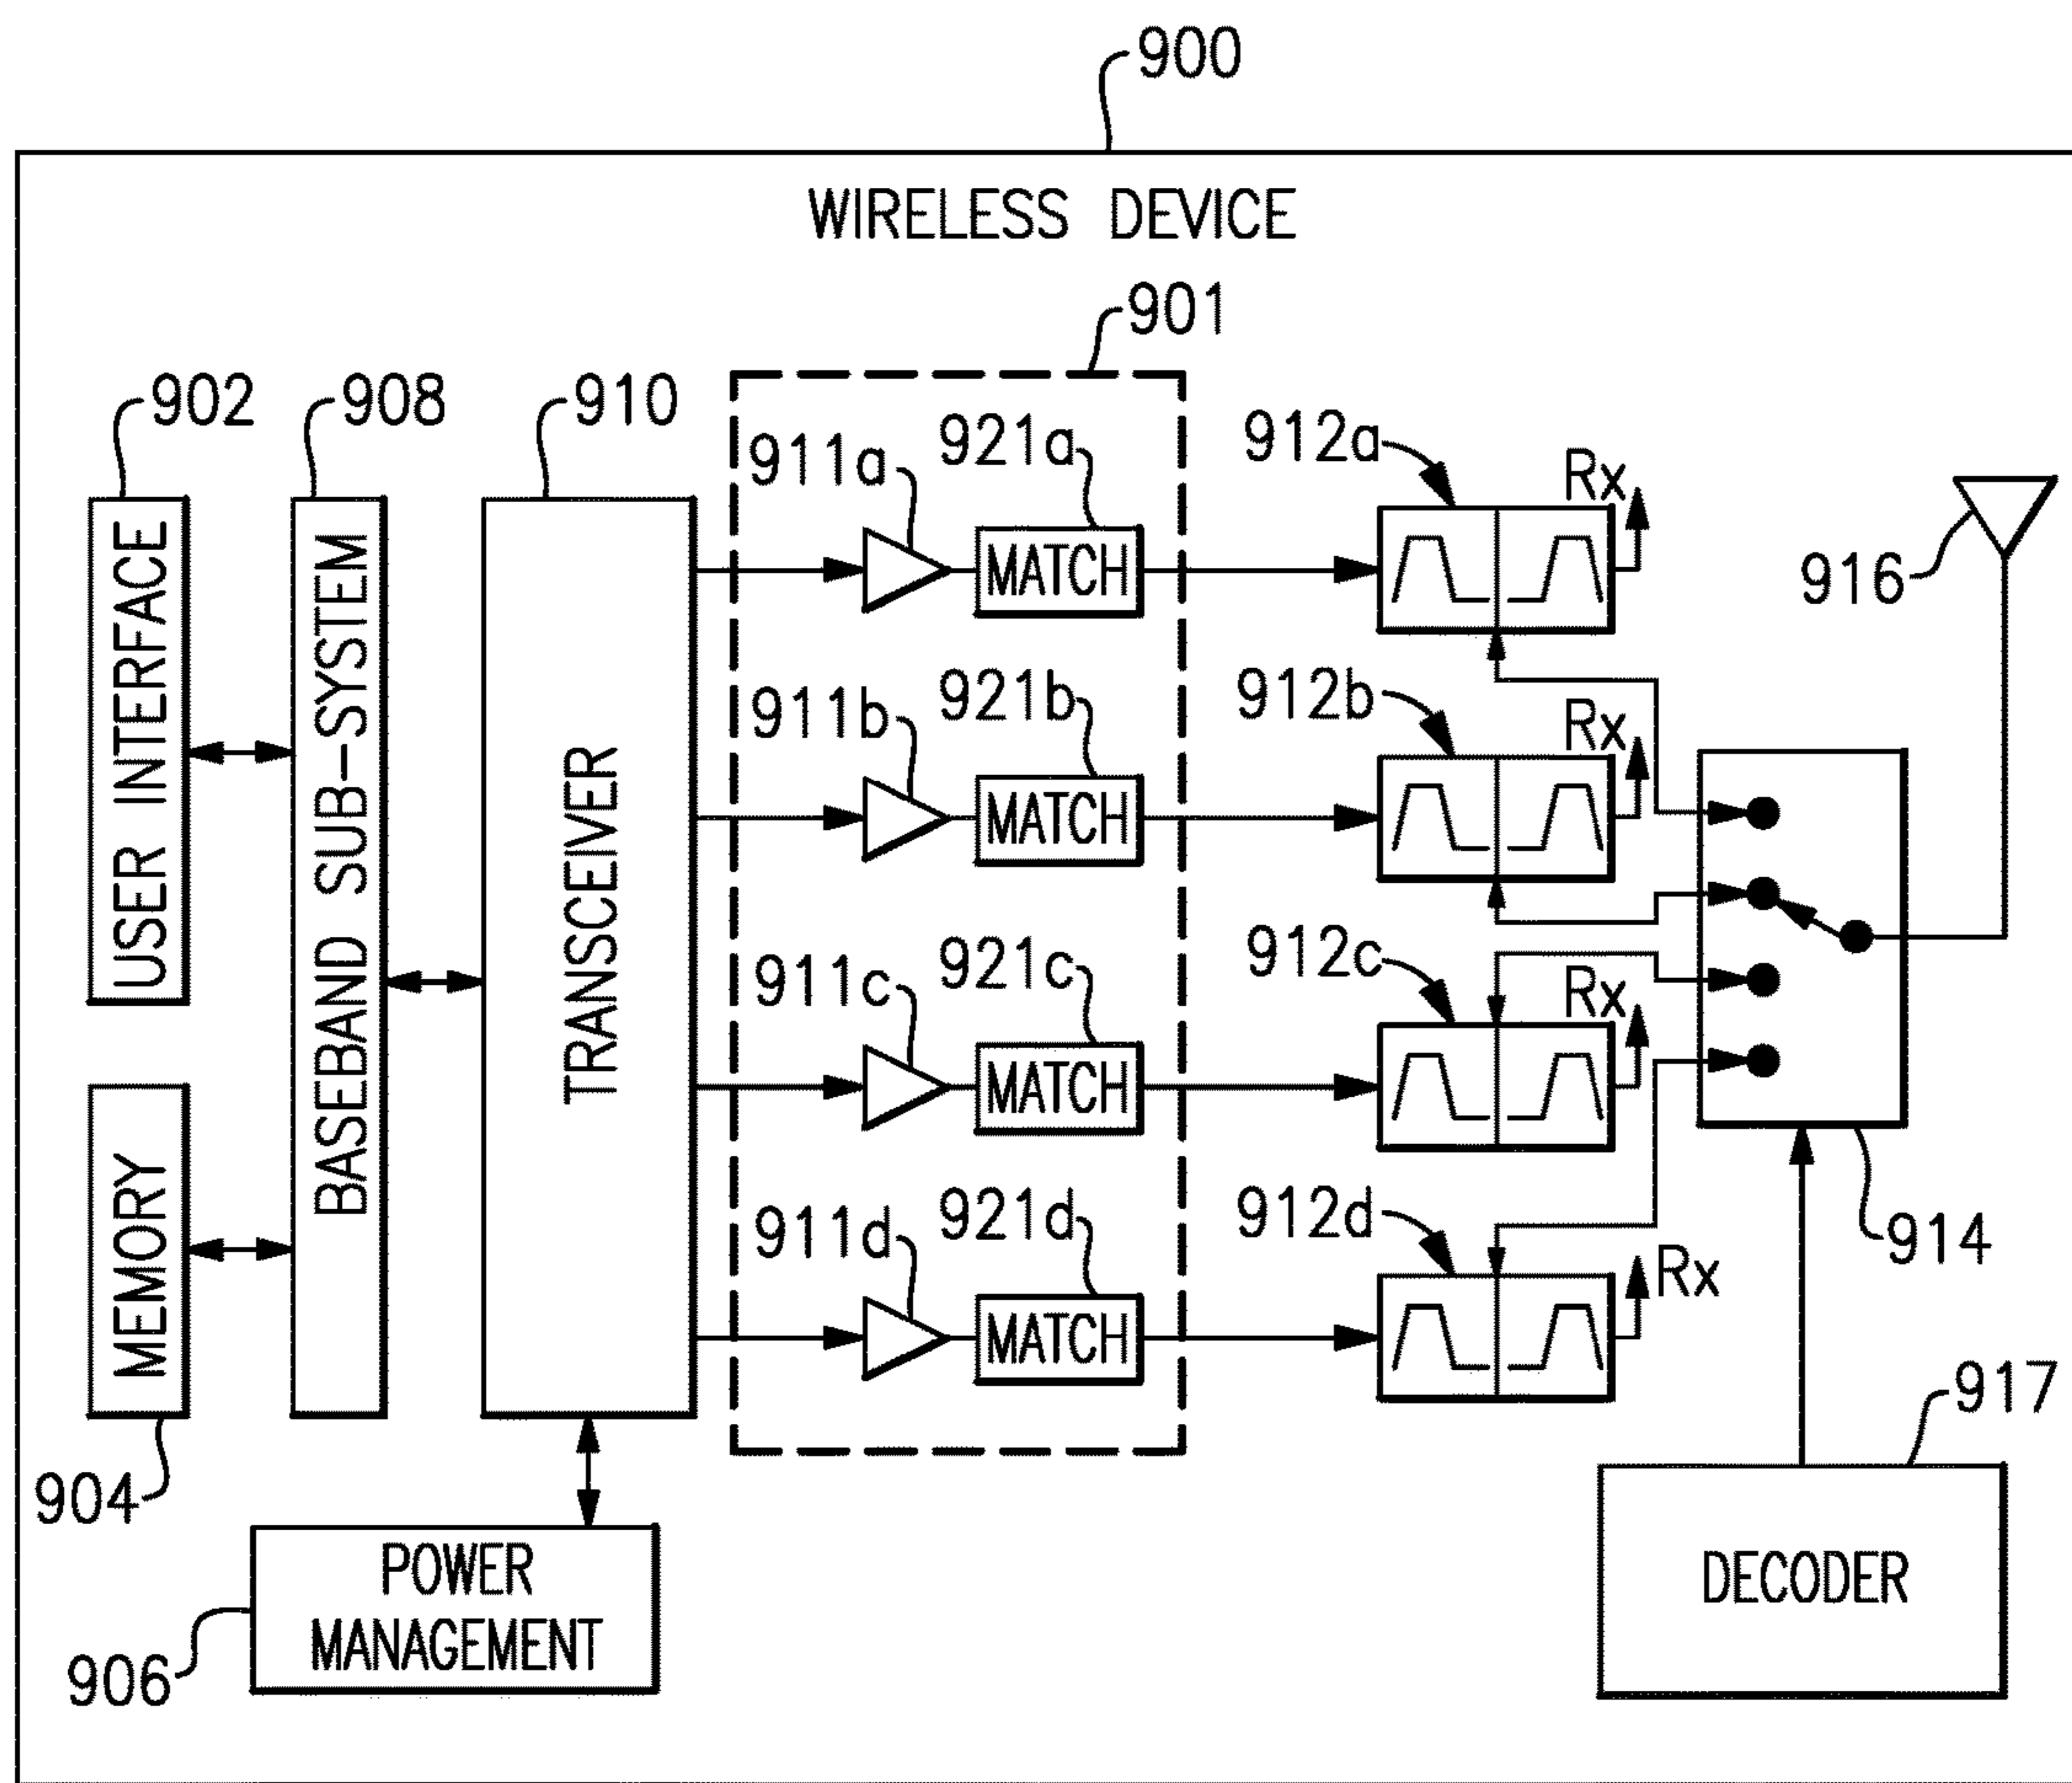 900
WIRELESS DEVICE
901
902
908
910
911a
921a
912a
Rx
MATCH
916
911b
921b
912b
Rx
MATCH
USER INTERFACE
BASEBAND SUB-SYSTEM
TRANSCEIVER
911c
921c
912c
Rx
MATCH
MEMORY
911d
921d
912d
Rx
914
MATCH
904
917
POWER
MANAGEMENT
906
DECODER